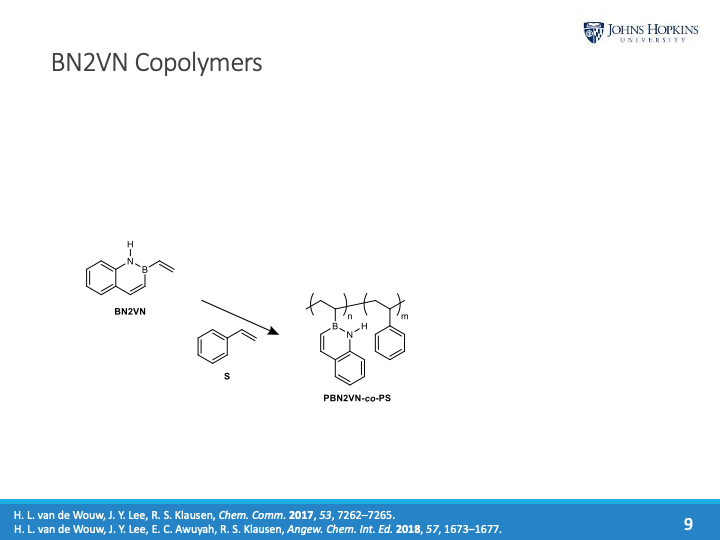 JOHNS HOPKINS
UNIVERSITY
BN2VN Copolymers
H
N
B
BN2VN
S
n
m
B
N
H
PBN2VN-co-PS
H. L. van de Wouw, J. Y. Lee, R. S. Klausen, Chem. Comm. 2017, 53, 7262–7265.
H. L. van de Wouw, J. Y. Lee, E. C. Awuyah, R. S. Klausen, Angew. Chem. Int. Ed. 2018, 57, 1673–1677.
9